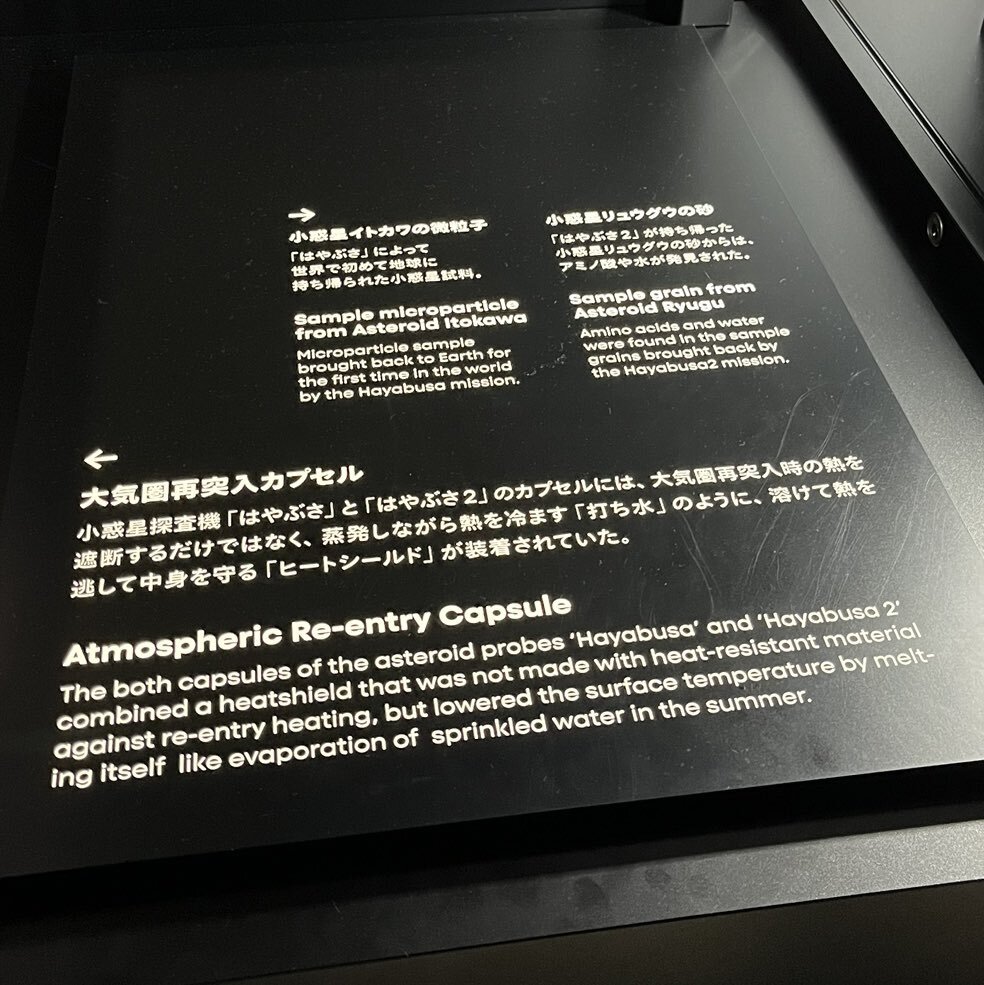 →
小惑星イトカワの微粒子
「はやぶさ」によって
世界で初めて地球に
持ち帰られた小惑星試料。
Sample microparticle
from Asteroid Itokawa
Microparticle sample
brought back to Earth for
the first time in the world
by the Hayabusa mission.
小惑星リュウグウの砂
「はやぶさ2」が持ち帰った
小惑星リュウグウの砂からは、
アミノ酸や水が発見された。
Sample grain from
Asteroid Ryugu
Amino acids and water
were found in the sample
grains brought back by
the Hayabusa2 mission.
←
大気圏再突入カプセル
小惑星探査機「はやぶさ」と「はやぶさ2」のカプセルには、大気圏再突入時の熱を
遮断するだけではなく、蒸発しながら熱を冷ます「打ち水」のように、溶けて熱を
逃して中身を守る「ヒートシールド」が装着されていた。
Atmospheric Re-entry Capsule
The both capsules of the asteroid probes ‘Hayabusa’ and ‘Hayabusa 2’
combined a heatshield that was not made with heat-resistant material
against re-entry heating, but lowered the surface temperature by melt-
ing itself like evaporation of sprinkled water in the summer.